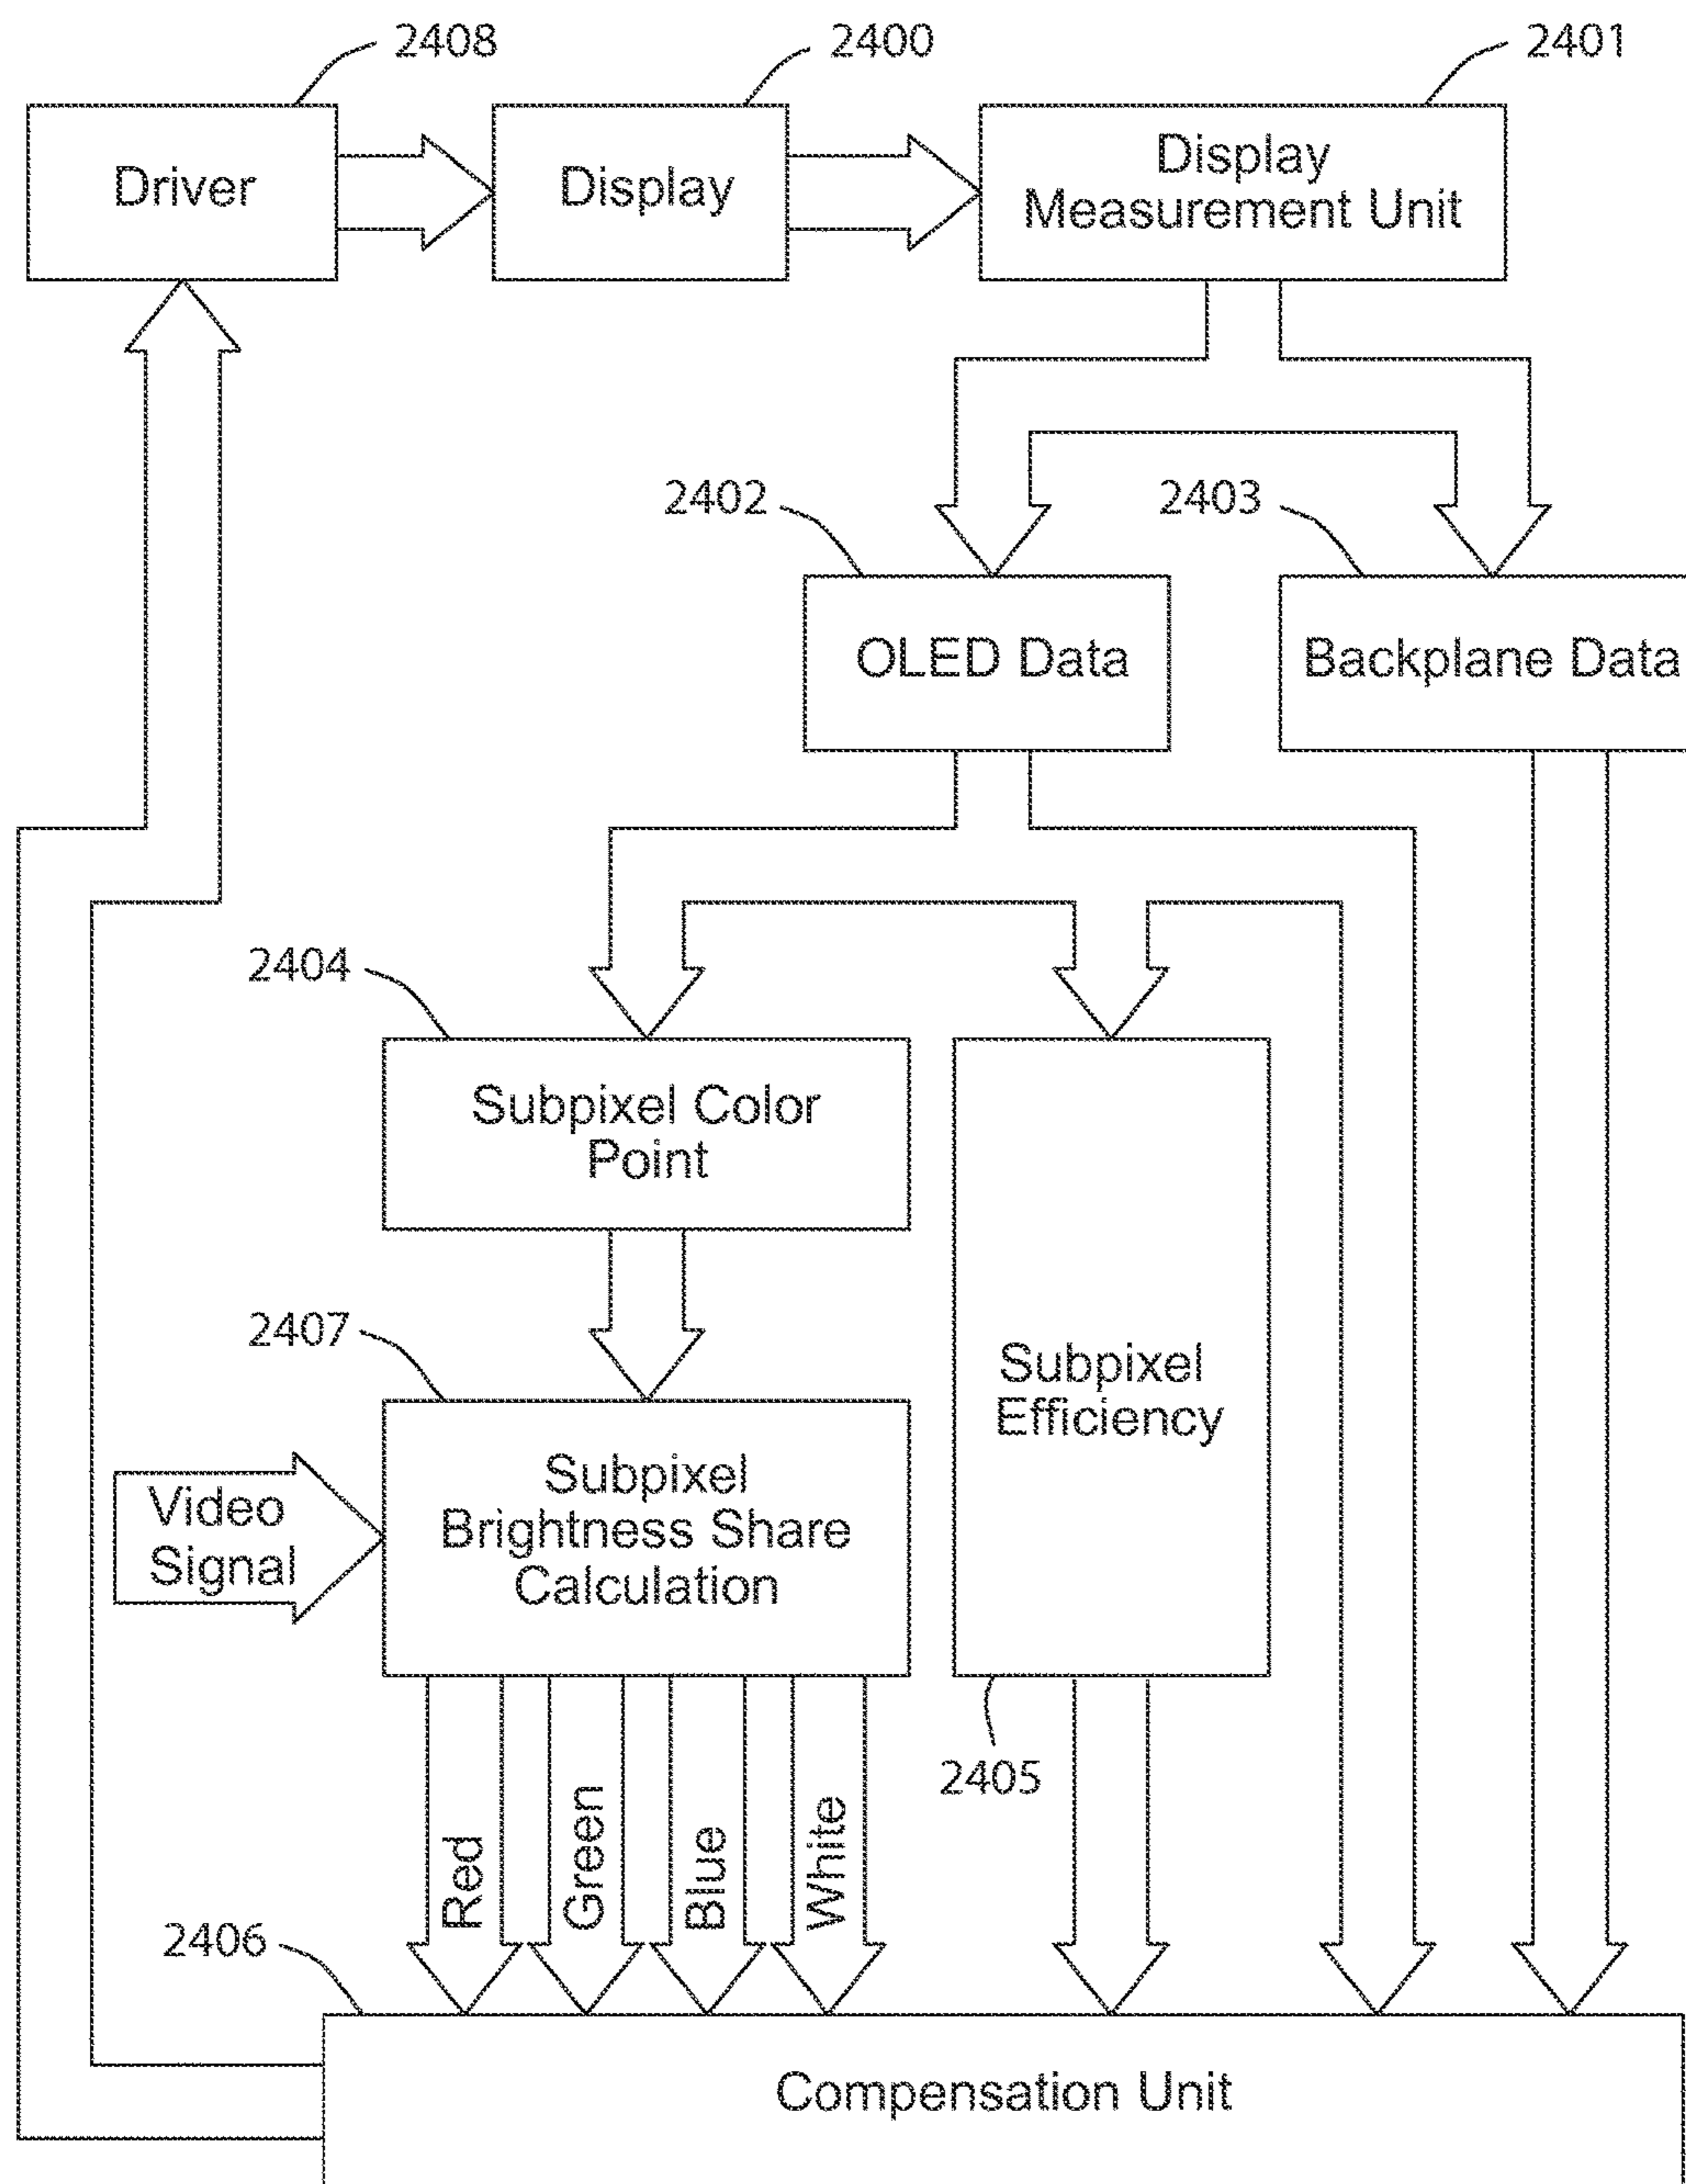 2408
2400
2401
Driver
Display
Display
Measurement Unit
2402
2403
OLED Data
Backplane Data
2404
Subpixel Color
Point
2407
Subpixel
Efficiency
Video
Signal
Subpixel
Brightness Share
Calculation
2405
Red
Green
Blue
White
2406
Compensation Unit